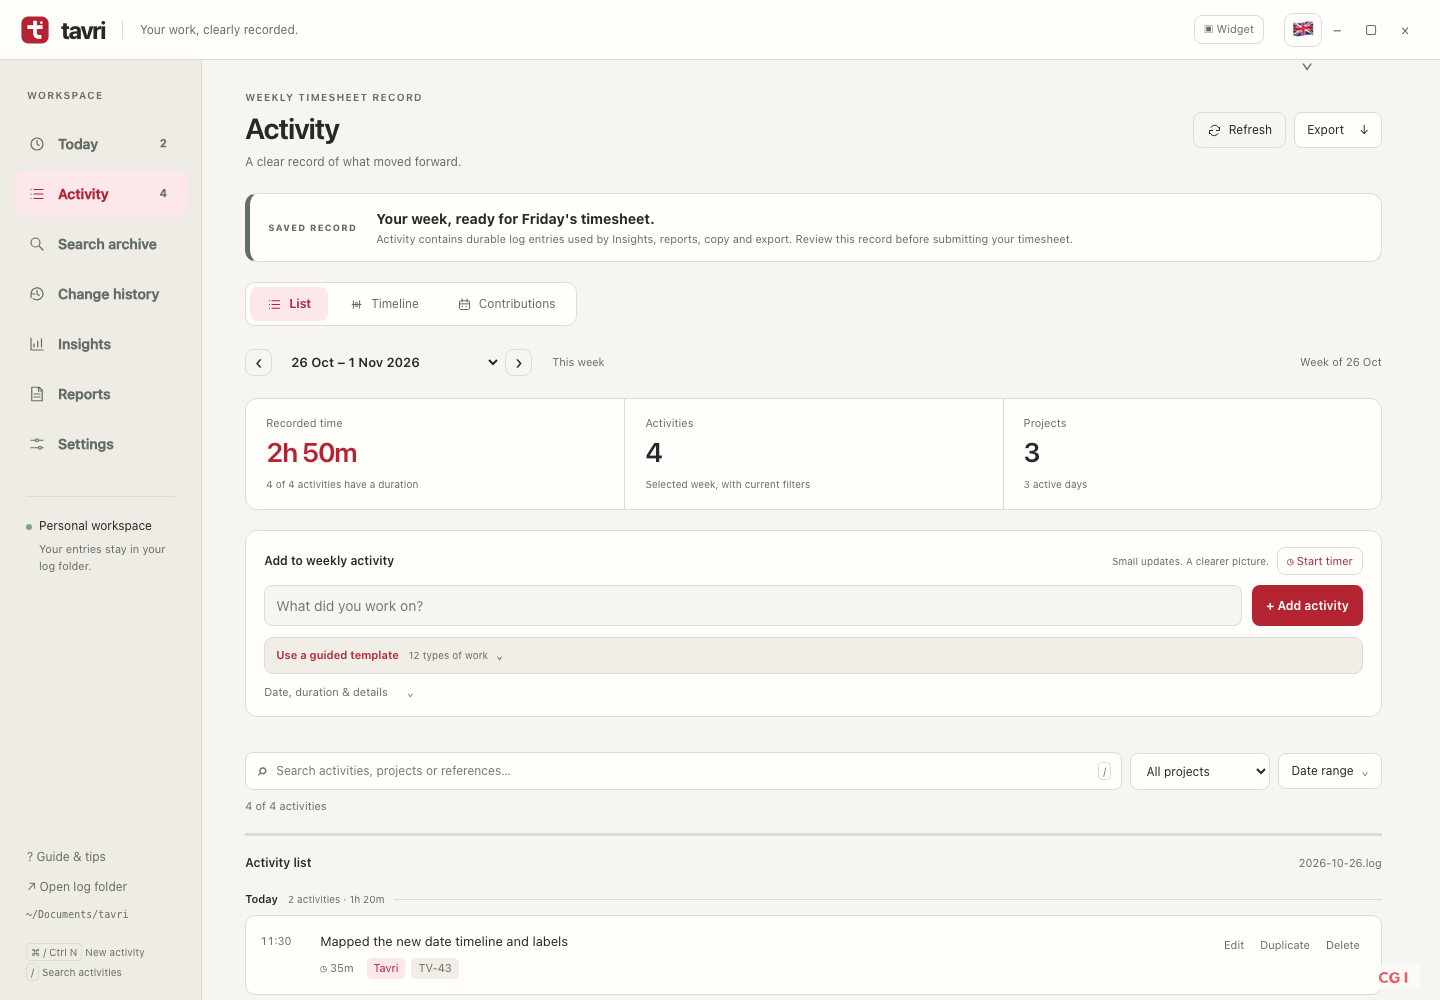 tavri
Your work, clearly recorded.
Widget
WORKSPACE
Today 2
Activity 4
Search archive
Change history
Insights
Reports
Settings
Personal workspace
Your entries stay in your
log folder.
? Guide & tips
↗ Open log folder
~/Documents/tavri
⌘ / Ctrl N New activity
/ Search activities
WEEKLY TIMESHEET RECORD
Activity
A clear record of what moved forward.
Refresh
Export ↓
SAVED RECORD
Your week, ready for Friday's timesheet.
Activity contains durable log entries used by Insights, reports, copy and export. Review this record before submitting your timesheet.
List
Timeline
Contributions
26 Oct – 1 Nov 2026
This week
Week of 26 Oct
Recorded time
2h 50m
4 of 4 activities have a duration
Activities
4
Selected week, with current filters
Projects
3
3 active days
Add to weekly activity
Small updates. A clearer picture.
Start timer
What did you work on?
+ Add activity
Use a guided template 12 types of work
Date, duration & details
Search activities, projects or references...
/
All projects
Date range
4 of 4 activities
Activity list
2026-10-26.log
Today 2 activities · 1h 20m
11:30
Mapped the new date timeline and labels
Edit Duplicate Delete
35m Tavri TV-43
CGI